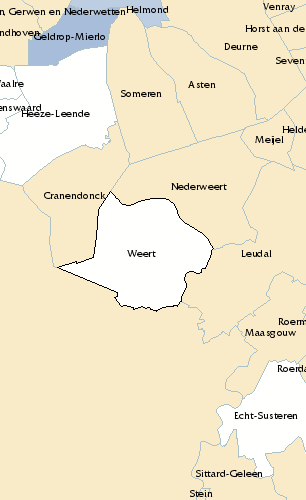 Venray
n, Gerwen en Nederwetten
Helmond
Horst aan de
ndhoven
Geldrop-Mierlo
Deurne
Seven
Asten
Someren
aalre
enswaard
Heeze-Leende
Helde
Meijel
Nederweert
Cranendonck
Weert
Leudal
Roerm
Maasgouw
Roerda
Echt-Susteren
Sittard-Geleen
Stein